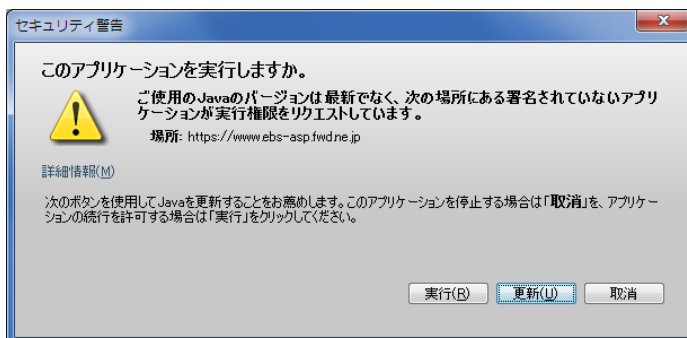 セキュリティ警告
このアプリケーションを実行しますか。
ご使用のJavaのバージョンは最新でなく、次の場所にある署名されていないアプリ
ケーションが実行権限をリクエストしています。
場所: https://www.ebs-asp.fwd.ne.jp
詳細情報(M)
次のボタンを使用してJavaを更新することをお薦めします。このアプリケーションを停止する場合は「取消」を、アプリケー
ションの続行を許可する場合は「実行」をクリックしてください。
実行(R) 更新(U) 取消